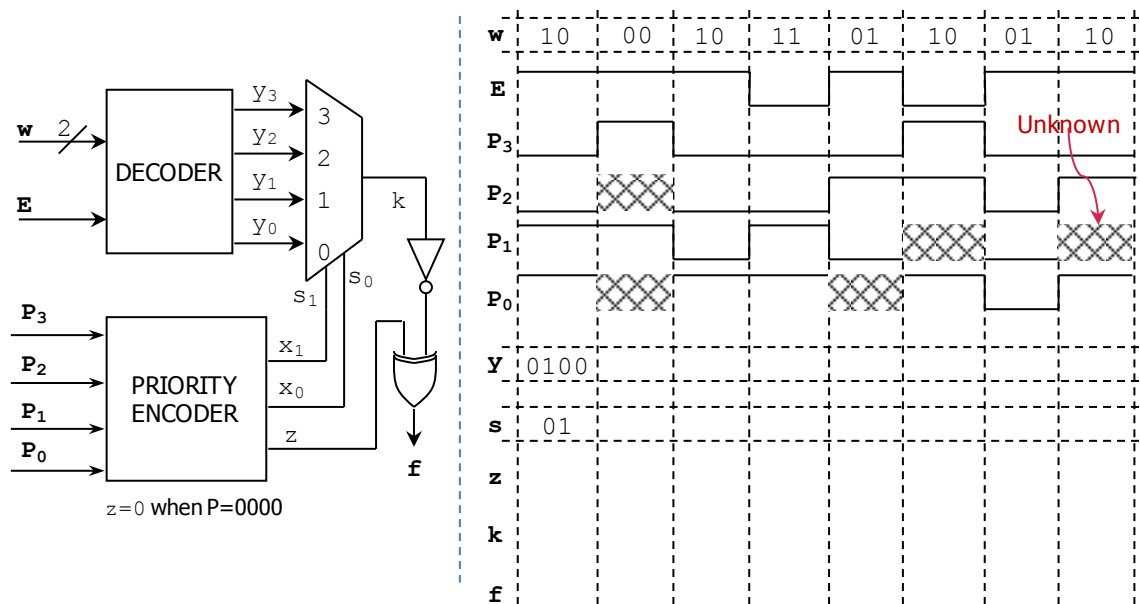 w 2
E
DECODER
y3
y2
y1
y0
3
2
1
0
s1 s0
k
P3
P2
P1
P0
PRIORITY
ENCODER
x1
x0
z
f
z=0 when P=0000
w 10 00 10 11 01 10 01 10
E
P3
Unknown
P2
P1
P0
y 0100
s 01
z
k
f